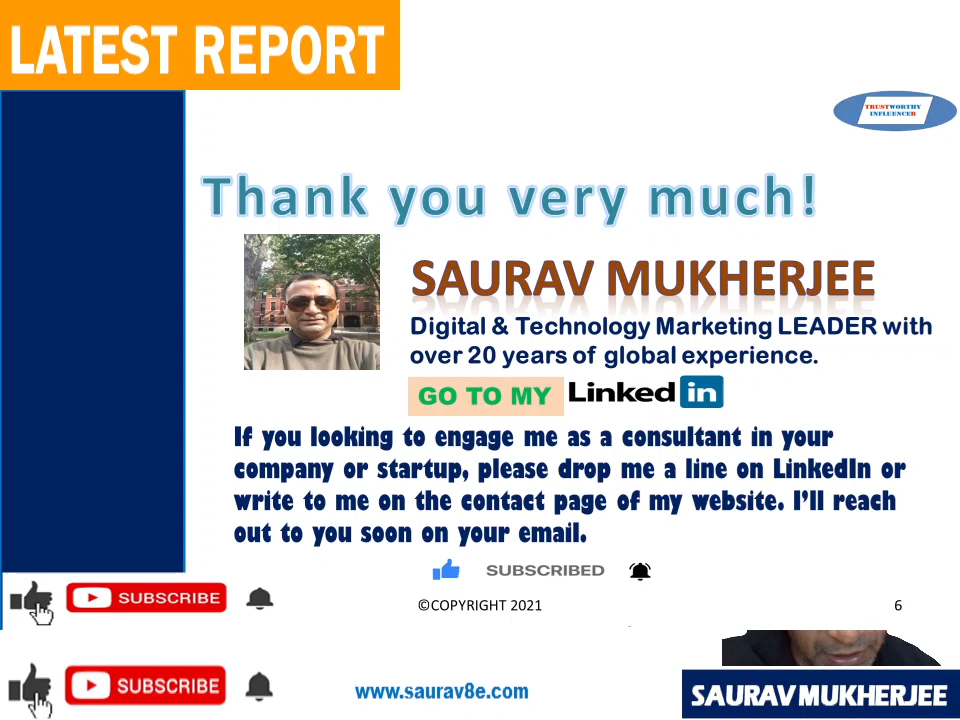 LATEST REPORT
TRUSTWORTHY
INFLUENCER
Thank you very much!
SAURAV MUKHERJEE
Digital & Technology Marketing LEADER with
over 20 years of global experience.
GO TO MY Linked in
If you looking to engage me as a consultant in your
company or startup, please drop me a line on LinkedIn or
write to me on the contact page of my website. I'll reach
out to you soon on your email.
SUBSCRIBED
SUBSCRIBE
©COPYRIGHT 2021
6
SUBSCRIBE
www.saurav8e.com
SAURAV MUKHERJEE